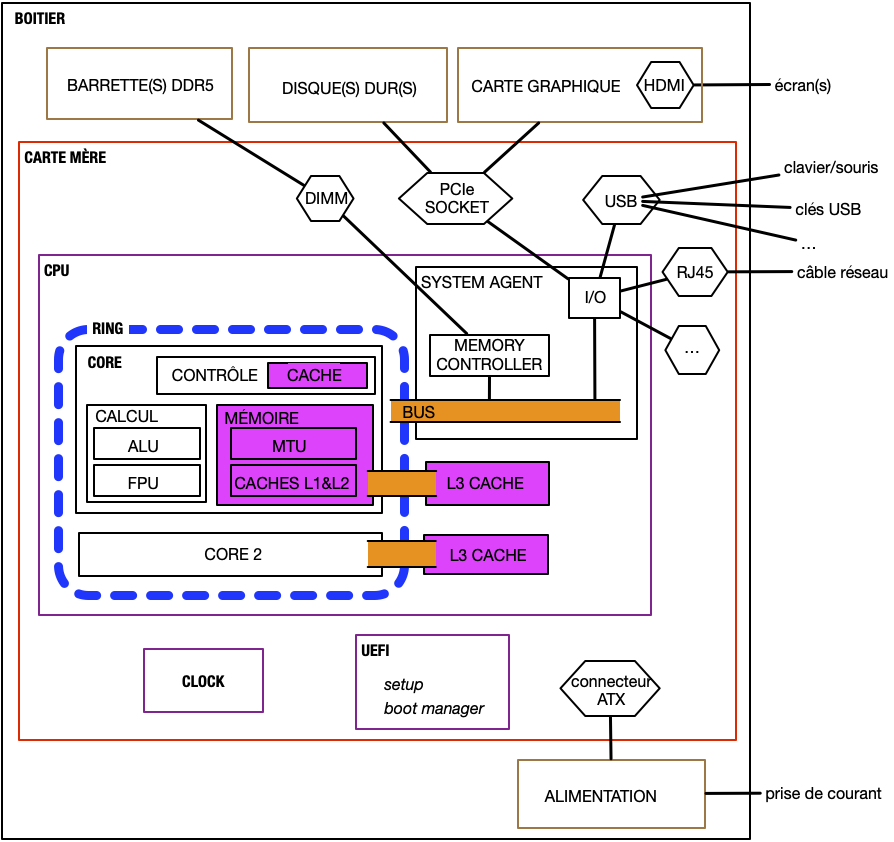 BOITIER
BARRETTE(S) DDR5
DISQUE(S) DUR(S)
CARTE GRAPHIQUE
HDMI
écran(s)
CARTE MÈRE
DIMM
PCIe
SOCKET
USB
clavier/souris
clés USB
...
RJ45
câble réseau
...
CPU
SYSTEM AGENT
I/O
MEMORY
CONTROLLER
BUS
RING
CORE
CONTRÔLE
CACHE
CALCUL
ALU
FPU
MÉMOIRE
MTU
CACHES L1&L2
L3 CACHE
CORE 2
L3 CACHE
CLOCK
UEFI
setup
boot manager
connecteur
ATX
ALIMENTATION
prise de courant